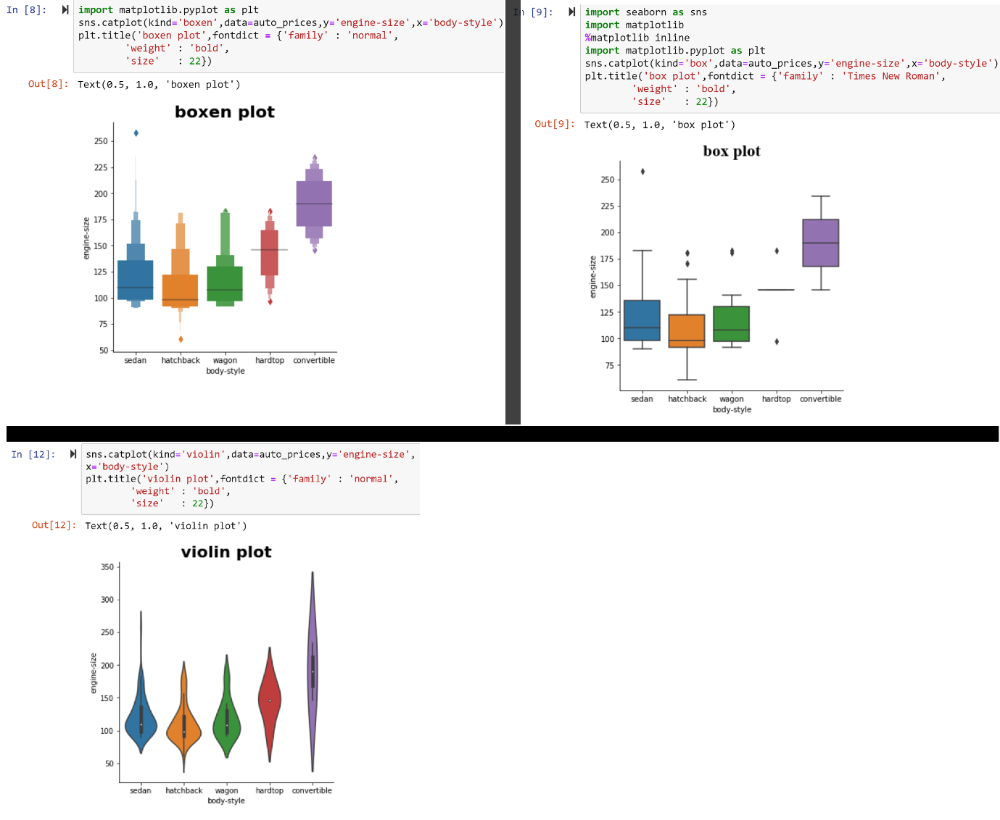 In [8]:
import matplotlib.pyplot as plt
sns.catplot(kind='boxen',data=auto_prices,y='engine-size',x='body-style')
plt.title('boxen plot',fontdict = {'family' : 'normal',
'weight' : 'bold',
'size'   : 22})
Out[8]: Text(0.5, 1.0, 'boxen plot')
boxen plot
250
225
200
175
150
125
100
75
50
engine-size
sedan hatchback wagon hardtop convertible
body-style
In [9]:
import seaborn as sns
import matplotlib
%matplotlib inline
import matplotlib.pyplot as plt
sns.catplot(kind='box',data=auto_prices,y='engine-size',x='body-style')
plt.title('box plot',fontdict = {'family' : 'Times New Roman',
'weight' : 'bold',
'size'   : 22})
Out[9]: Text(0.5, 1.0, 'box plot')
box plot
250
225
200
175
150
125
100
75
engine-size
sedan hatchback wagon hardtop convertible
body-style
In [12]:
sns.catplot(kind='violin',data=auto_prices,y='engine-size',
x='body-style')
plt.title('violin plot',fontdict = {'family' : 'normal',
'weight' : 'bold',
'size'   : 22})
Out[12]: Text(0.5, 1.0, 'violin plot')
violin plot
350
300
250
200
150
100
50
engine-size
sedan hatchback wagon hardtop convertible
body-style